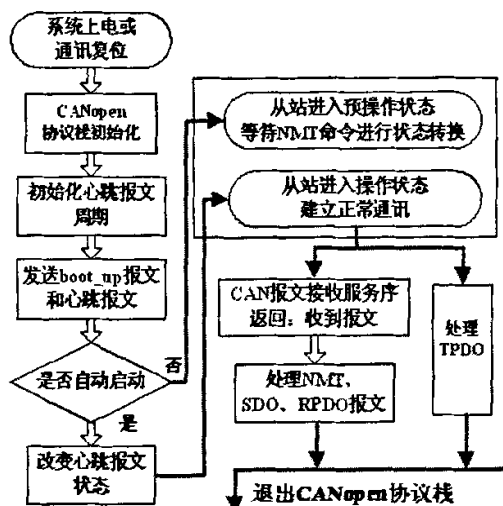 系统上电或
通讯复位
CANopen
协议栈初始化
初始化心跳报文
周期
发送boot_up报文
和心跳报文
是否自动启动
否
是
改变心跳报文
状态
从站进入预操作状态
等待NMT命令进行状态转换
从站进入操作状态
建立正常通讯
CAN报文接收服务序
返回：收到报文
处理NMT、
SDO、RPDO报文
处理
TPDO
退出CANopen协议栈